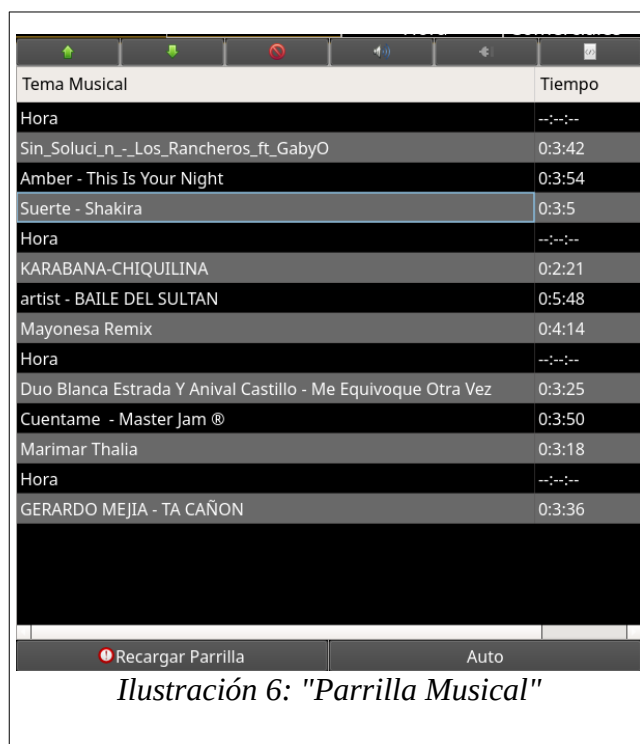 Tema Musical Tiempo
Hora --:--:--
Sin_Soluci_n_-_Los_Rancheros_ft_GabyO 0:3:42
Amber - This Is Your Night 0:3:54
Suerte - Shakira 0:3:5
Hora --:--:--
KARABANA-CHIQUILINA 0:2:21
artist - BAILE DEL SULTAN 0:5:48
Mayonesa Remix 0:4:14
Hora --:--:--
Duo Blanca Estrada Y Anival Castillo - Me Equivoque Otra Vez 0:3:25
Cuentame  - Master Jam ® 0:3:50
Marimar Thalia 0:3:18
Hora --:--:--
GERARDO MEJIA - TA CAÑON 0:3:36
Recargar Parrilla Auto
Ilustración 6: "Parrilla Musical"